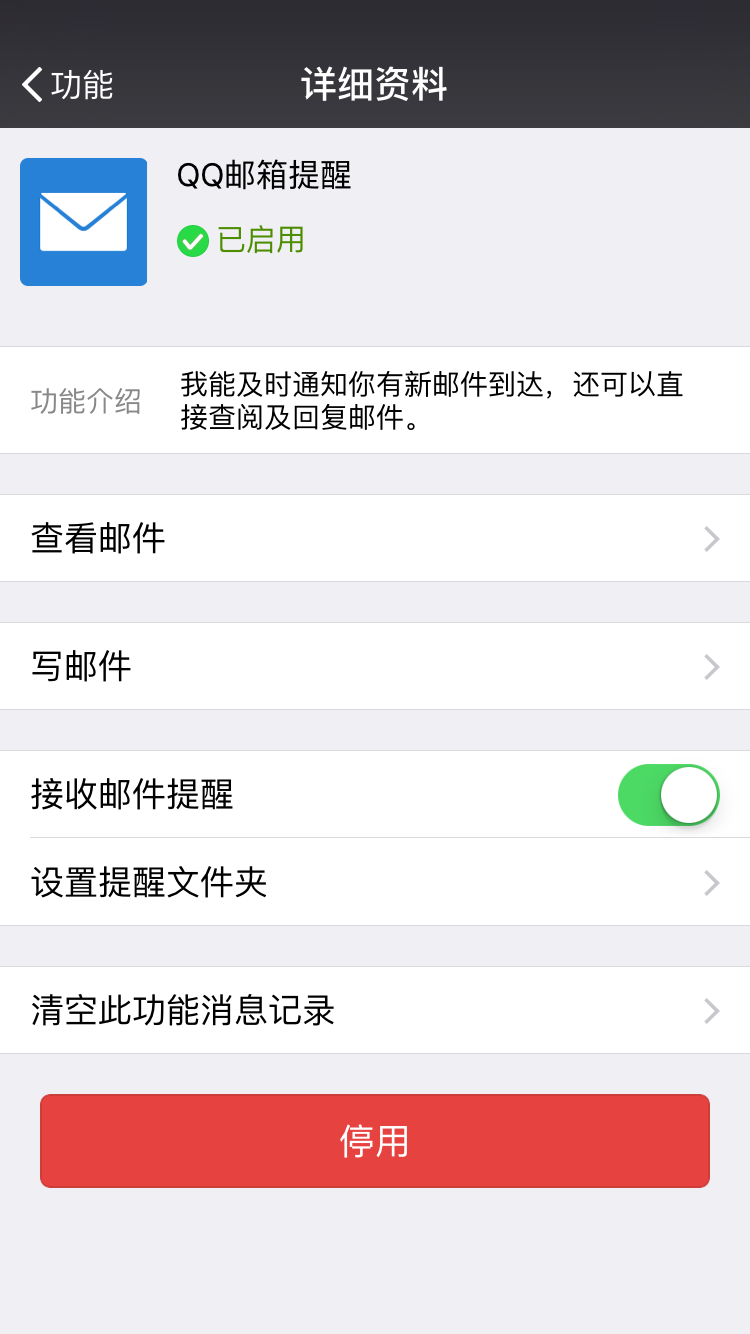 功能
详细资料
QQ邮箱提醒
已启用
功能介绍
我能及时通知你有新邮件到达，还可以直
接查阅及回复邮件。
查看邮件
写邮件
接收邮件提醒
设置提醒文件夹
清空此功能消息记录
停用